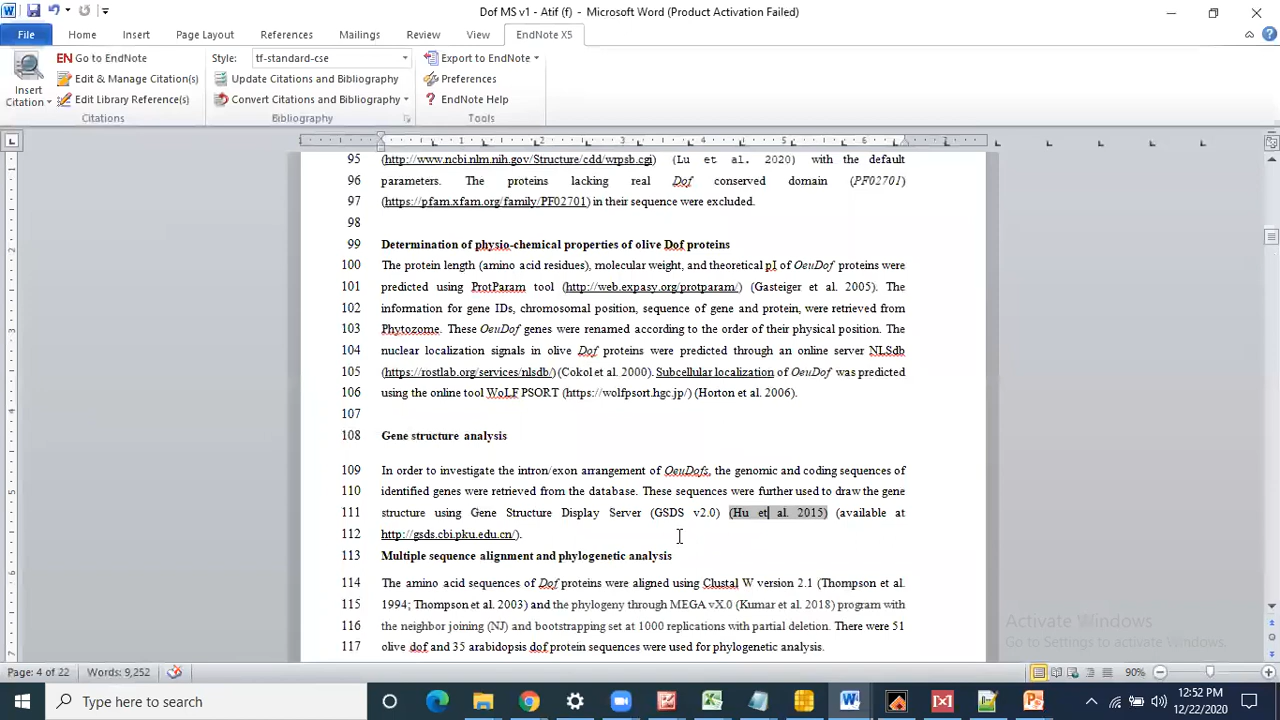 Dof MS v1 - Atif (f) - Microsoft Word (Product Activation Failed)
File Home Insert Page Layout References Mailings Review View EndNote X5
EN Go to EndNote Style: tf-standard-cse Export to EndNote
Edit & Manage Citation(s) Update Citations and Bibliography Preferences
Insert Citation Edit Library Reference(s) Convert Citations and Bibliography EndNote Help
Citations Bibliography Tools
95 (http://www.ncbi.nlm.nih.gov/Structure/cdd/wrpsb.cgi) (Lu et al. 2020) with the default
96 parameters. The proteins lacking real Dof conserved domain (PF02701)
97 (https://pfam.xfam.org/family/PF02701) in their sequence were excluded.
98
99 Determination of physio-chemical properties of olive Dof proteins
100 The protein length (amino acid residues), molecular weight, and theoretical pI of OeuDof proteins were
101 predicted using ProtParam tool (http://web.expasy.org/protparam/) (Gasteiger et al. 2005). The
102 information for gene IDs, chromosomal position, sequence of gene and protein, were retrieved from
103 Phytozome. These OeuDof genes were renamed according to the order of their physical position. The
104 nuclear localization signals in olive Dof proteins were predicted through an online server NLSdb
105 (https://rostlab.org/services/nlsdb/) (Cokol et al. 2000). Subcellular localization of OeuDof was predicted
106 using the online tool WoLF PSORT (https://wolfpsort.hgc.jp/) (Horton et al. 2006).
107
108 Gene structure analysis
109 In order to investigate the intron/exon arrangement of OeuDofs, the genomic and coding sequences of
110 identified genes were retrieved from the database. These sequences were further used to draw the gene
111 structure using Gene Structure Display Server (GSDS v2.0) (Hu et al. 2015) (available at
112 http://gsds.cbi.pku.edu.cn/).
113 Multiple sequence alignment and phylogenetic analysis
114 The amino acid sequences of Dof proteins were aligned using Clustal W version 2.1 (Thompson et al.
115 1994; Thompson et al. 2003) and the phylogeny through MEGA vX.0 (Kumar et al. 2018) program with
116 the neighbor joining (NJ) and bootstrapping set at 1000 replications with partial deletion. There were 51
117 olive dof and 35 arabidopsis dof protein sequences were used for phylogenetic analysis.
Activate Windows
Go to Settings to activate Windows.
Page: 4 of 22 Words: 9,252 90%
Type here to search
12:52 PM
12/22/2020